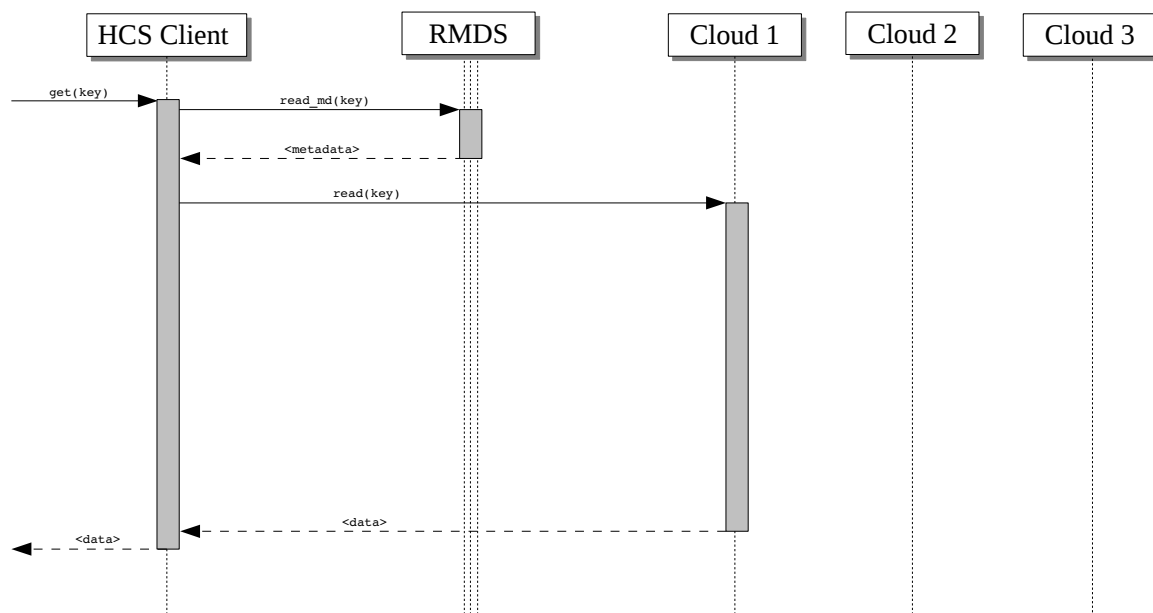 HCS Client
RMDS
Cloud 1
Cloud 2
Cloud 3
get(key)
read_md(key)
<metadata>
read(key)
<data>
<data>